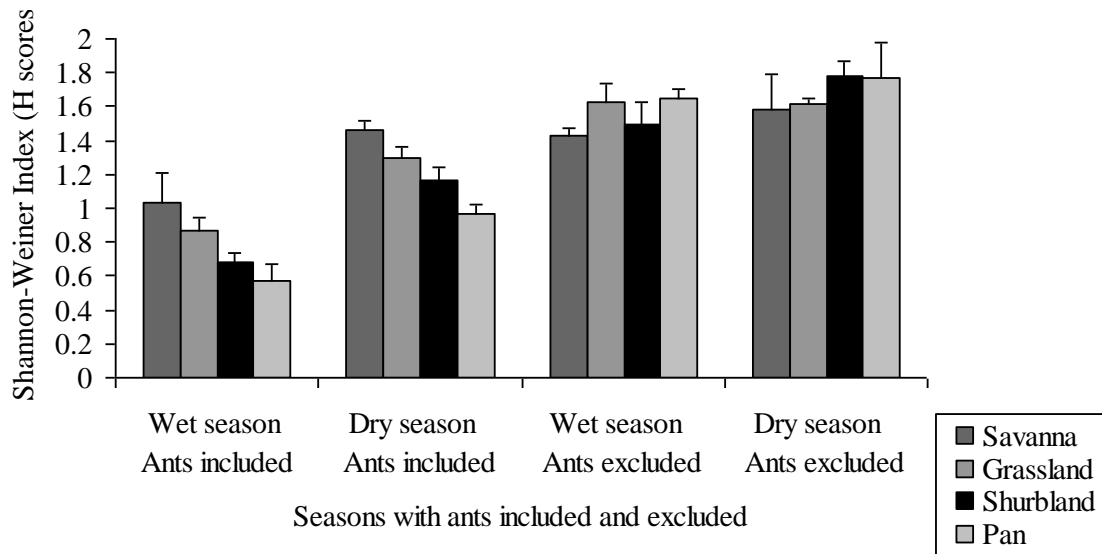 Shannon-Weiner Index (H scores
2
1.8
1.6
1.4
1.2
1
0.8
0.6
0.4
0.2
0
Wet season Dry season Wet season Dry season
Ants included Ants included Ants excluded Ants excluded
Seasons with ants included and excluded
Savanna
Grassland
Shurbland
Pan